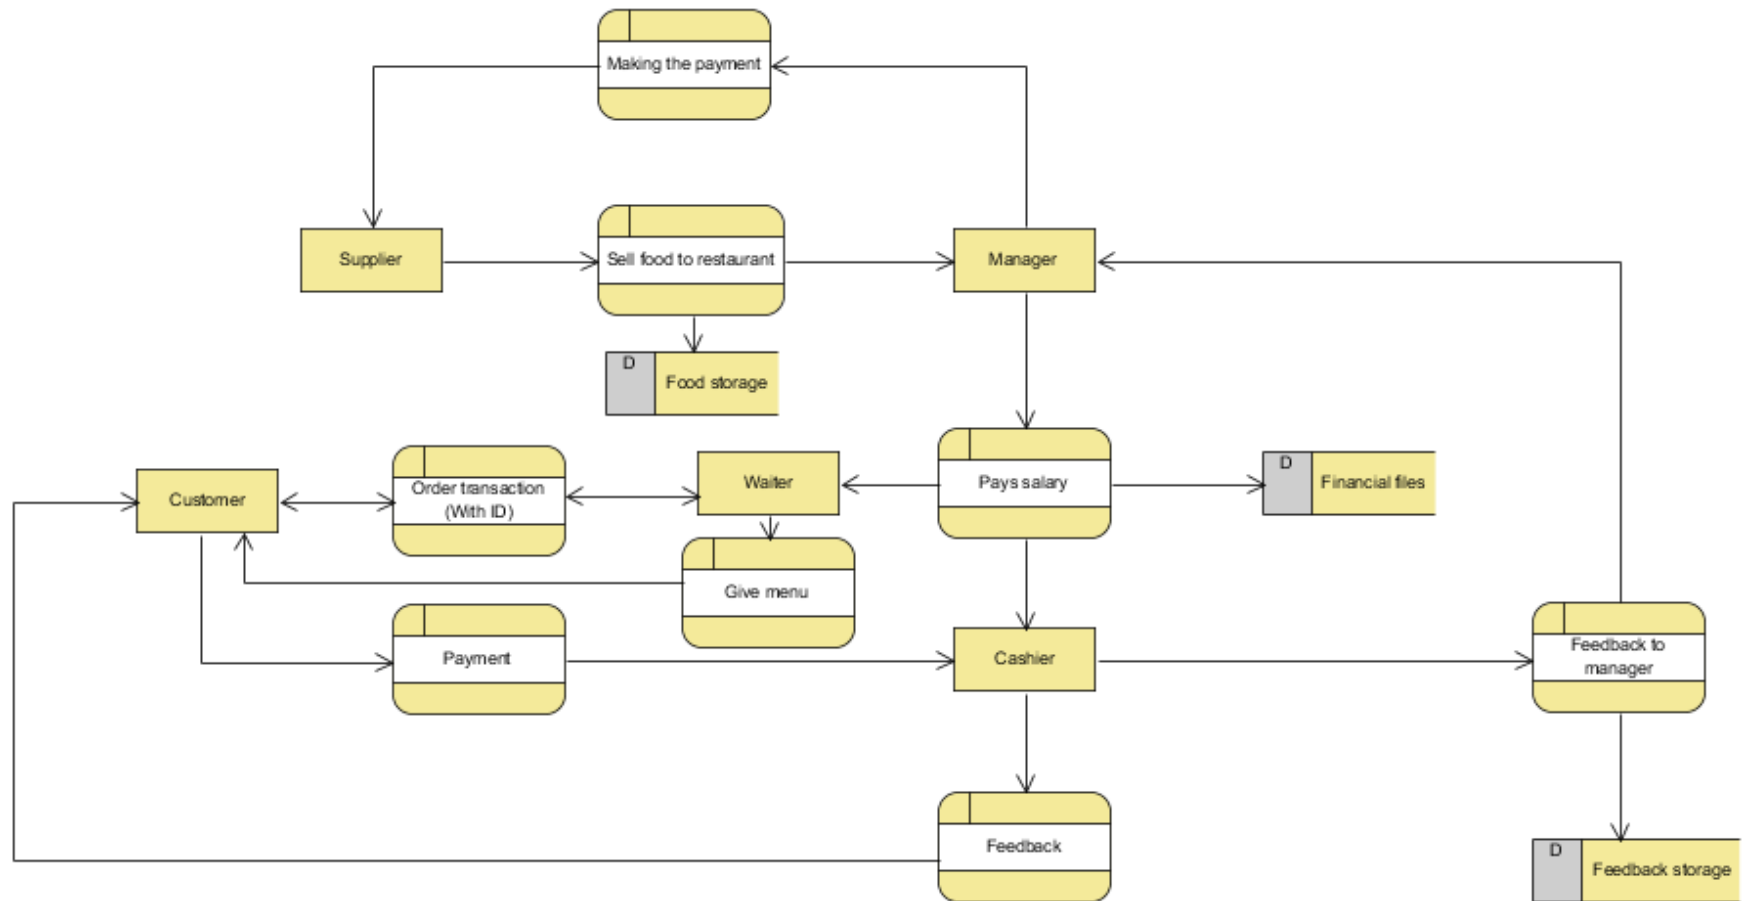 Making the payment
Supplier
Sell food to restaurant
Manager
D
Food storage
Customer
Order transaction
(With ID)
Waiter
Pays salary
D
Financial files
Give menu
Payment
Cashier
Feedback to
manager
Feedback
D
Feedback storage